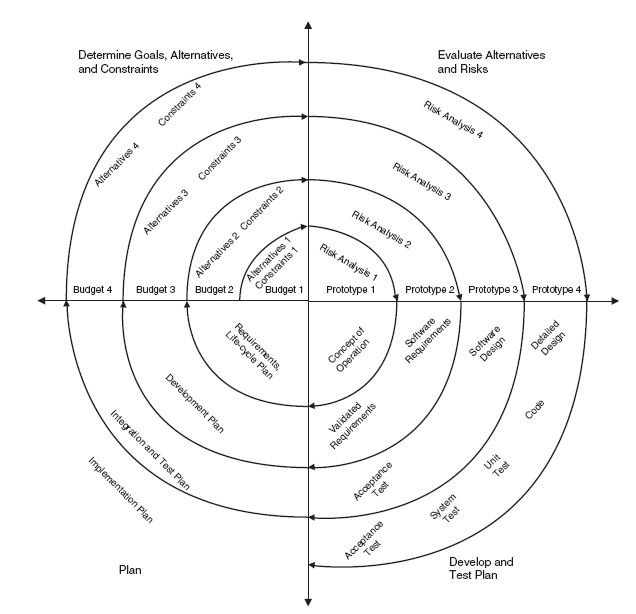 Determine Goals, Alternatives,
and Constraints
Evaluate Alternatives
and Risks
Alternatives 4
Constraints 4
Risk Analysis 4
Alternatives 3
Constraints 3
Risk Analysis 3
Alternatives 2
Constraints 2
Risk Analysis 2
Alternatives 1
Constraints 1
Risk Analysis 1
Budget 4
Budget 3
Budget 2
Budget 1
Prototype 1
Prototype 2
Prototype 3
Prototype 4
Requirements,
Life-cycle Plan
Concept of
Operation
Software
Requirements
Software
Design
Detailed
Design
Development Plan
Validated
Requirements
Code
Integration and Test Plan
Unit
Test
Implementation Plan
Acceptance
Test
System
Test
Acceptance
Test
Plan
Develop and
Test Plan